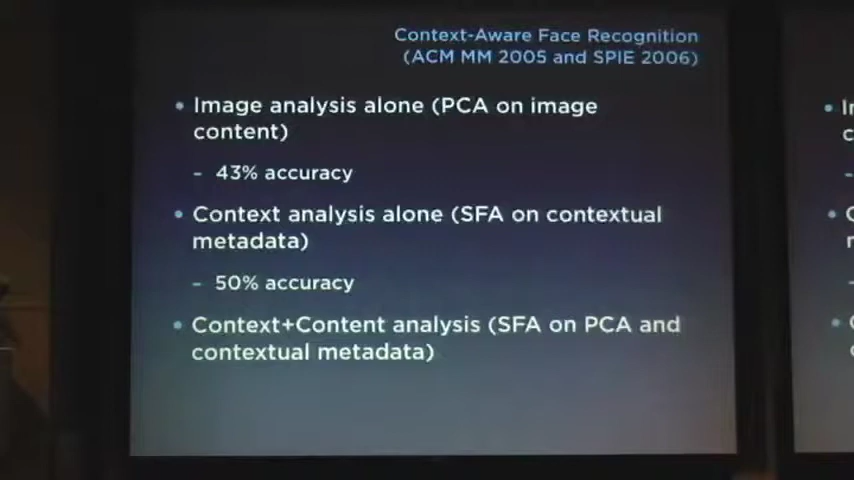 Context-Aware Face Recognition
(ACM MM 2005 and SPIE 2006)
• Image analysis alone (PCA on image
content)
– 43% accuracy
• Context analysis alone (SFA on contextual
metadata)
– 50% accuracy
• Context+Content analysis (SFA on PCA and
contextual metadata)